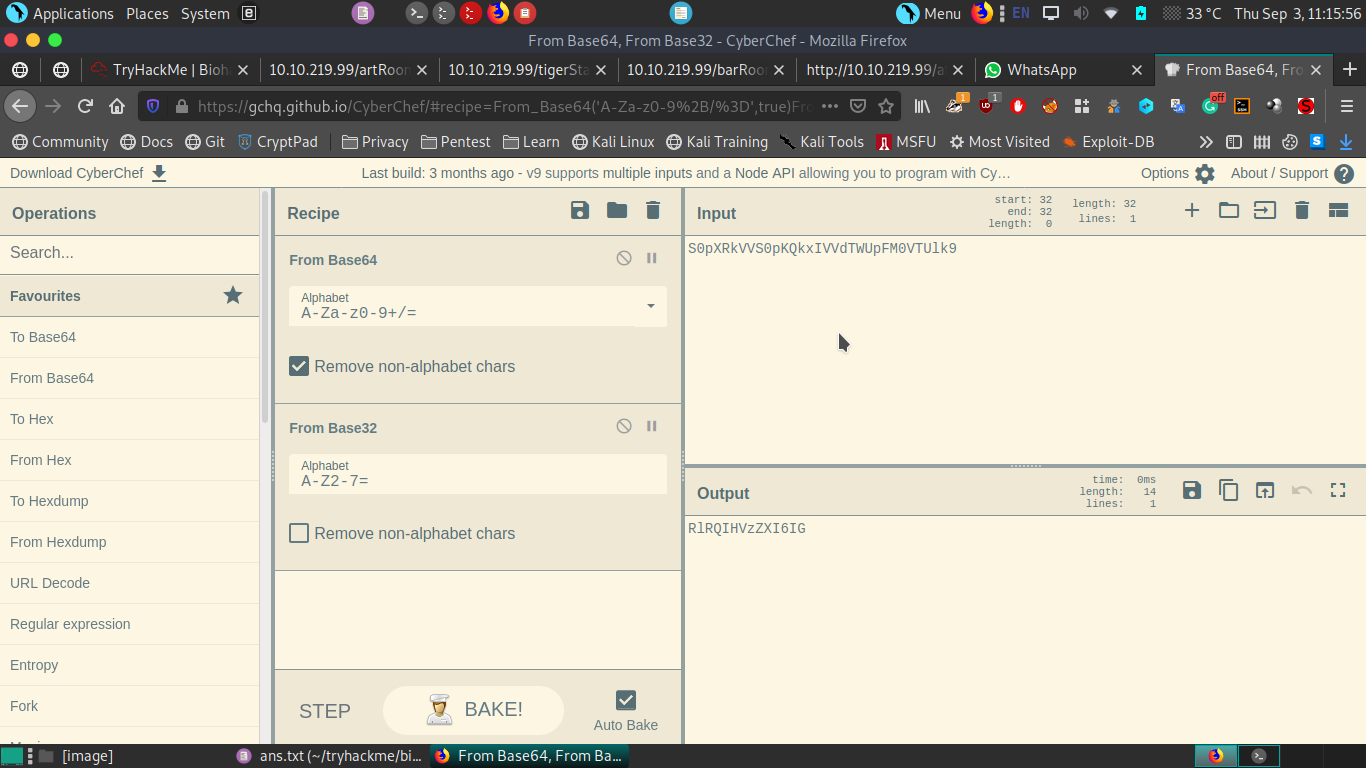 Applications Places System
Menu EN 33 °C Thu Sep 3, 11:15:56
From Base64, From Base32 - CyberChef - Mozilla Firefox
TryHackMe | Bioha
10.10.219.99/artRoom
10.10.219.99/tigerSta
10.10.219.99/barRoo
http://10.10.219.99/a
WhatsApp
From Base64, Fro
https://gchq.github.io/CyberChef/#recipe=From_Base64('A-Za-z0-9%2B/%3D',true)Fro
1 1 off
Community Docs Git CryptPad Privacy Pentest Learn Kali Linux Kali Training Kali Tools MSFU Most Visited Exploit-DB
Download CyberChef
Last build: 3 months ago - v9 supports multiple inputs and a Node API allowing you to program with Cy…
Options About / Support
Operations
Search...
Favourites
To Base64
From Base64
To Hex
From Hex
To Hexdump
From Hexdump
URL Decode
Regular expression
Entropy
Fork
Recipe
From Base64
Alphabet
A-Za-z0-9+/=
Remove non-alphabet chars
From Base32
Alphabet
A-Z2-7=
Remove non-alphabet chars
STEP
BAKE!
Auto Bake
Input
start: 32
end: 32
length: 0
length: 32
lines: 1
S0pXRkVVS0pKQkxIVVdTWUpFM0VTUlk9
Output
time: 0ms
length: 14
lines: 1
RlRQIHVzZXI6IG
[image]
ans.txt (~/tryhackme/bi...
From Base64, From Ba...